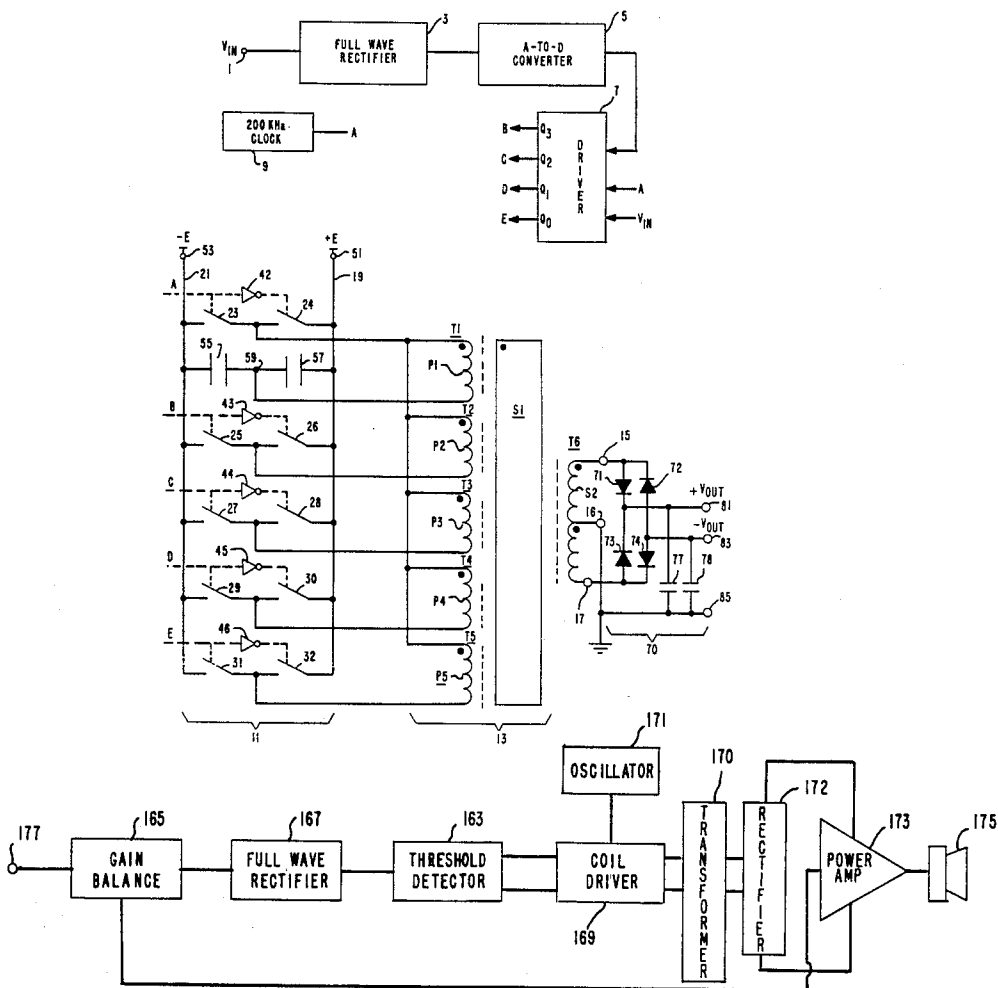 3
5
V_IN
1
FULL WAVE
RECTIFIER
A-TO-D
CONVERTER
7
200 KHz
CLOCK
A
9
B Q3
C Q2
D Q1
E Q0
DRIVER
A
V_IN
-E
53
+E
51
21
42
19
A
23
24
55
59
57
T1
P1
B
43
25
26
T2
P2
C
44
27
28
T3
P3
D
45
29
30
T4
P4
E
46
31
32
T5
P5
S1
11
13
T6
15
71
72
S2
+V_OUT
81
16
-V_OUT
83
73
74
77
78
17
85
70
171
OSCILLATOR
170
TRANSFORMER
172
RECTIFIER
177
165
GAIN
BALANCE
167
FULL WAVE
RECTIFIER
163
THRESHOLD
DETECTOR
COIL
DRIVER
169
173
POWER
AMP
175